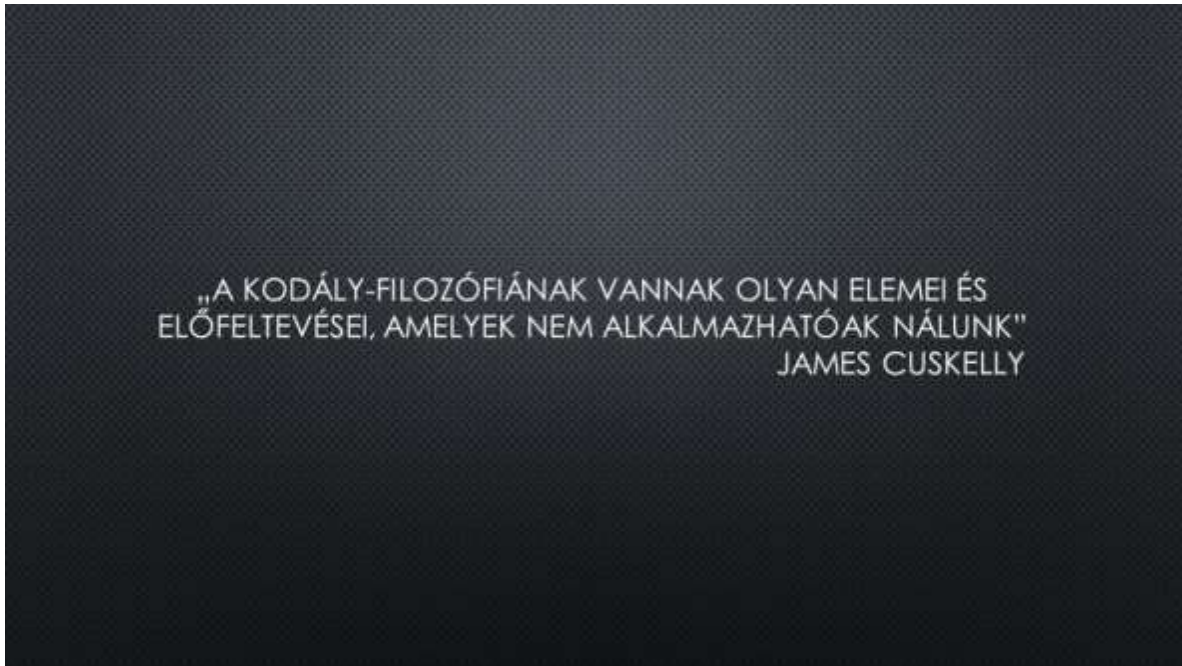 „A KODÁLY-FILOZÓFIÁNAK VANNAK OLYAN ELEMEI ÉS
ELŐFELTEVÉSEI, AMELYEK NEM ALKALMAZHATÓAK NÁLUNK”
JAMES CUSKELLY